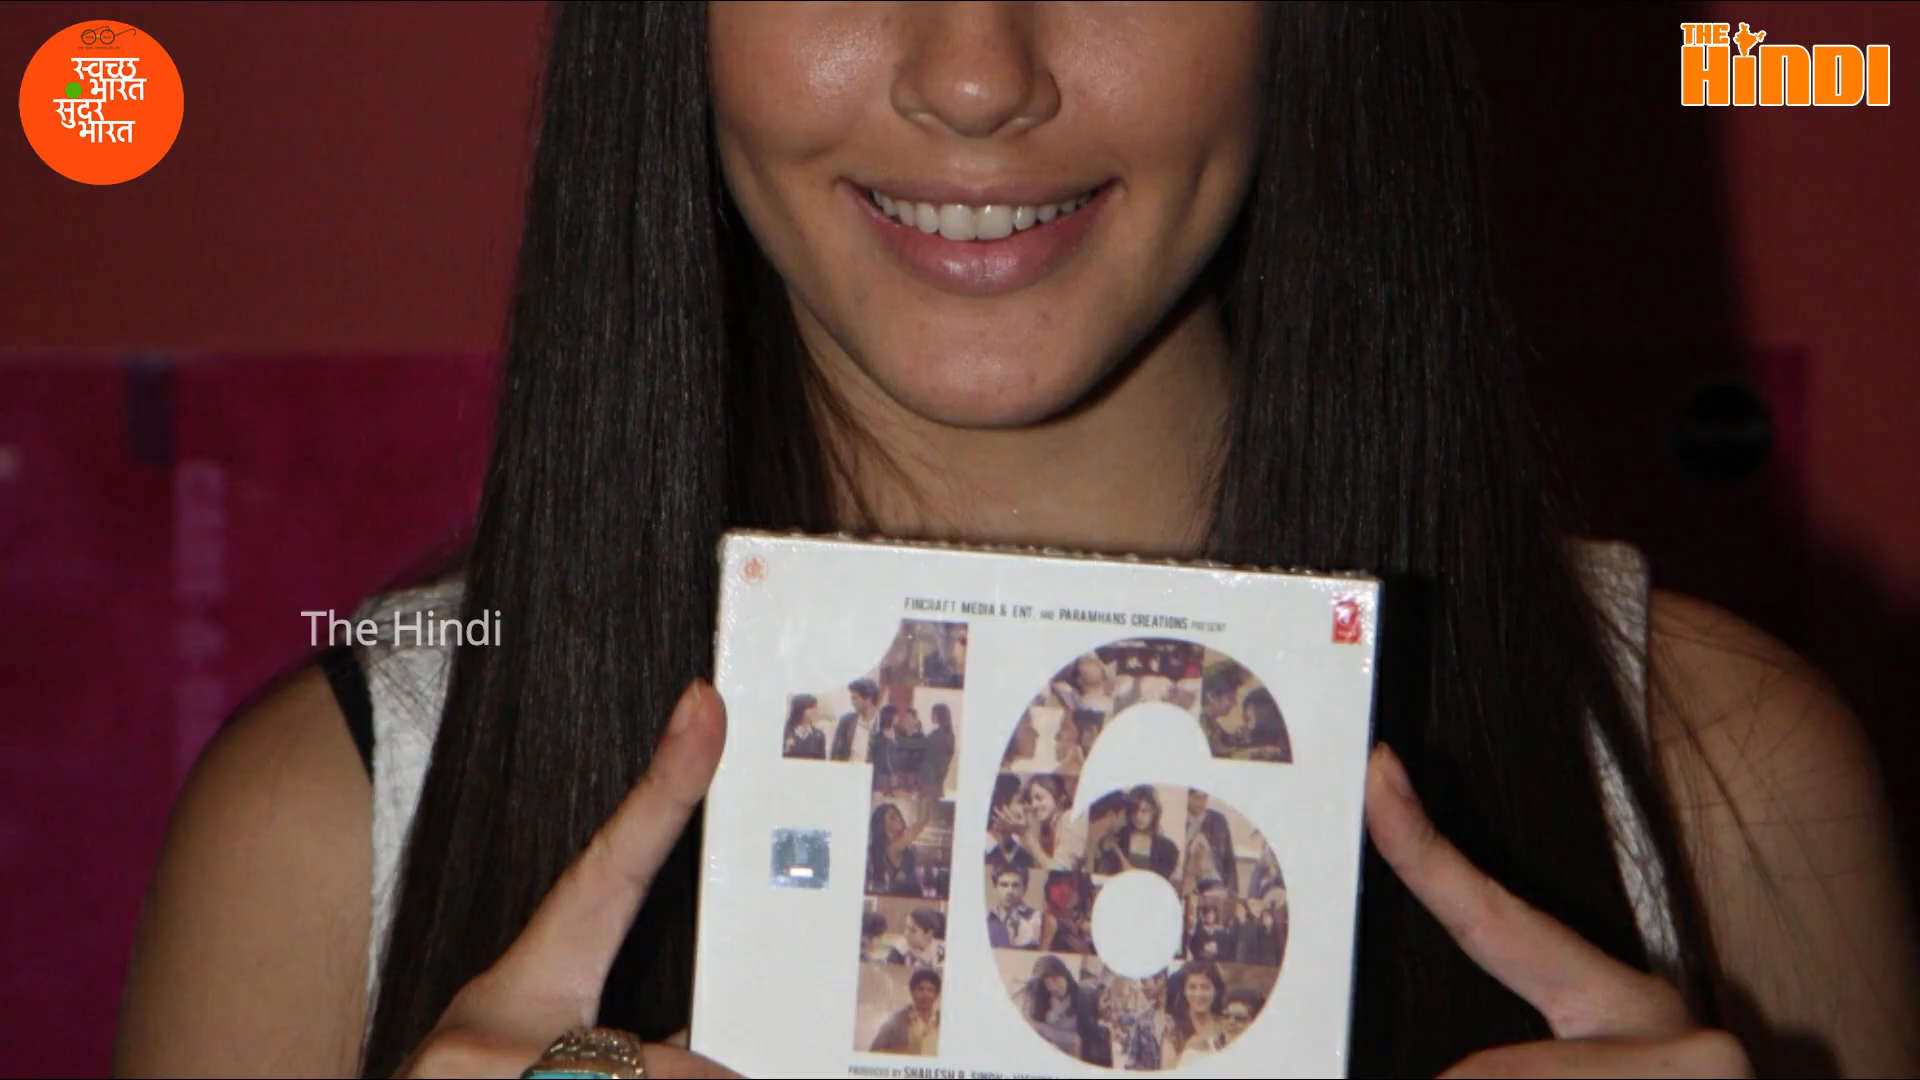 स्वच्छ
भारत
सुंदर
भारत
THE
HiNDI
The Hindi
FINCRAFT MEDIA & ENT. AND PARAMHANS CREATIONS PRESENT
16
PRODUCED BY SHAILESH R. SINGH